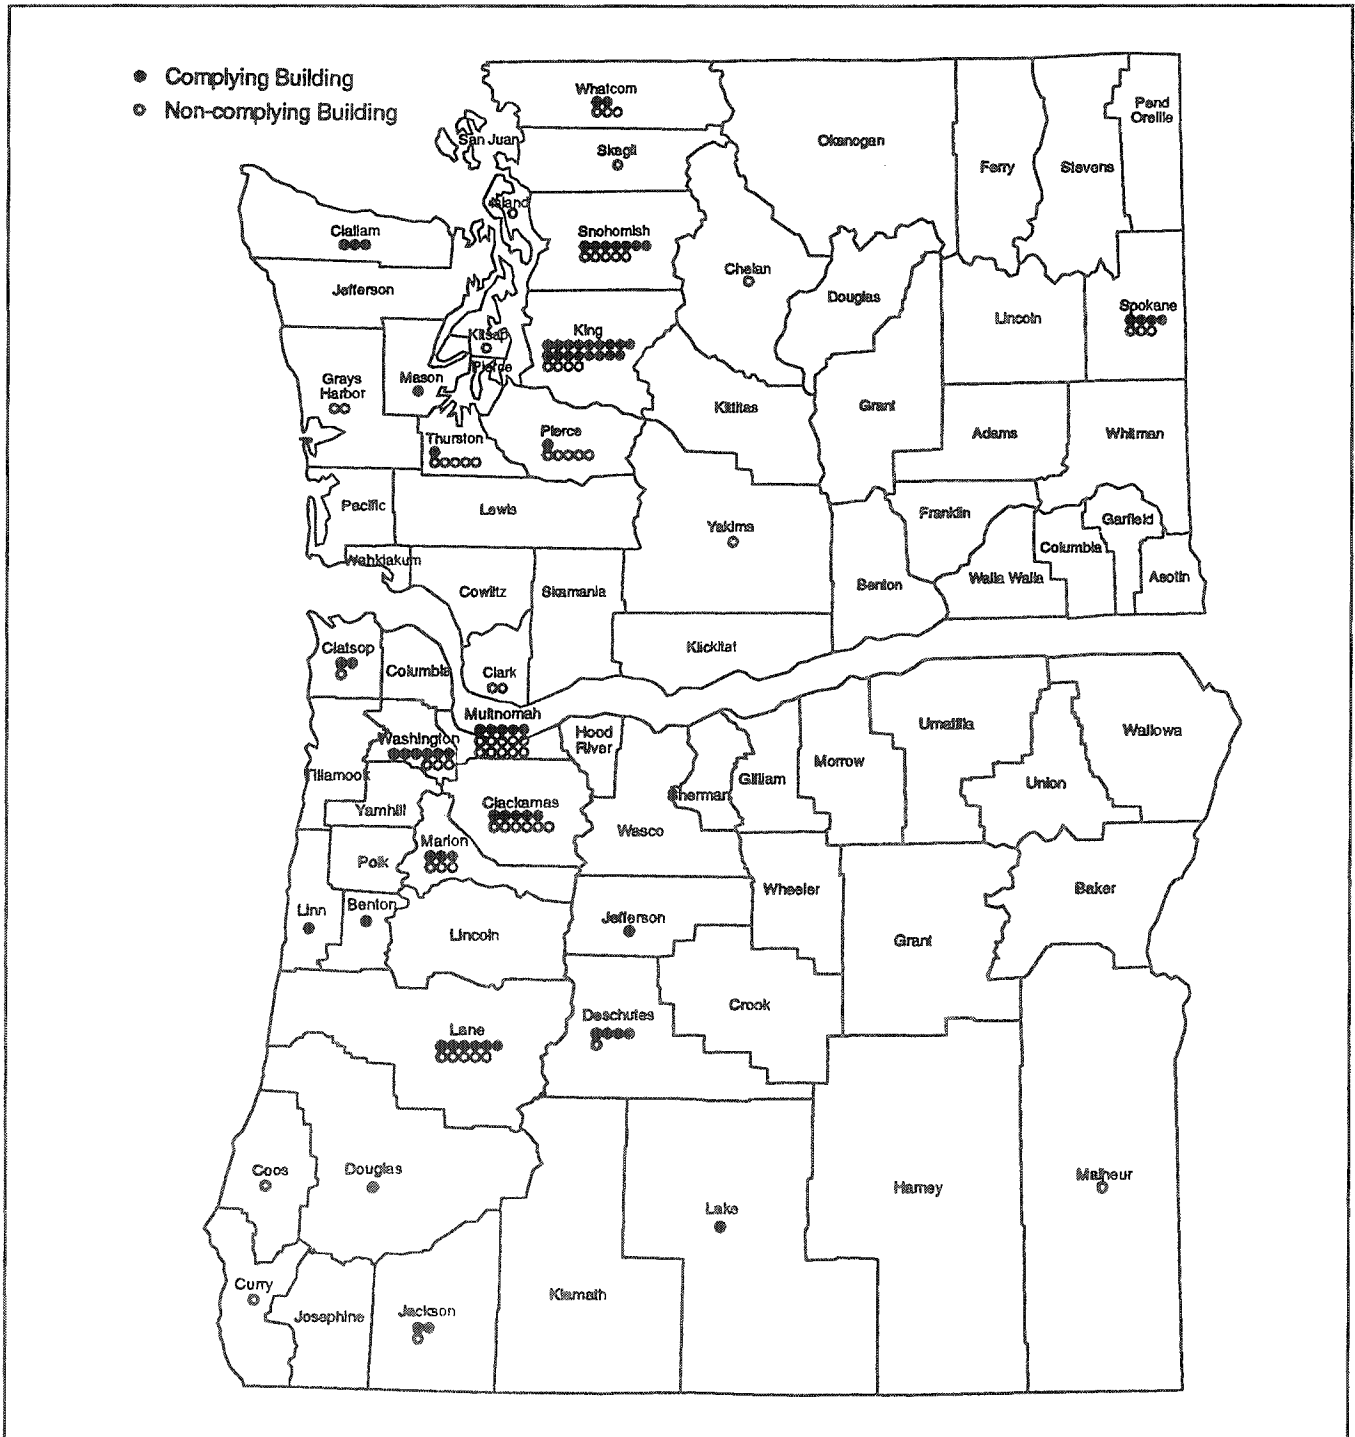 Complying Building
Non-complying Building
Whatcom
San Juan
Skagit
Island
Okanogan
Ferry
Stevens
Pend
Oreille
Clallam
Snohomish
Chelan
Douglas
Jefferson
Lincoln
Spokane
King
Kitsap
Pierce
Grays
Harbor
Mason
Kittitas
Grant
Adams
Whitman
Thurston
Pierce
Pacific
Lewis
Yakima
Franklin
Garfield
Columbia
Wahkiakum
Cowlitz
Skamania
Benton
Walla Walla
Asotin
Klickitat
Clark
Clatsop
Columbia
Multnomah
Washington
Hood
River
Umatilla
Wallowa
Tillamook
Yamhill
Clackamas
Sherman
Gilliam
Morrow
Union
Wasco
Marion
Polk
Wheeler
Baker
Linn
Benton
Lincoln
Jefferson
Grant
Crook
Deschutes
Lane
Coos
Douglas
Lake
Harney
Malheur
Curry
Josephine
Jackson
Klamath